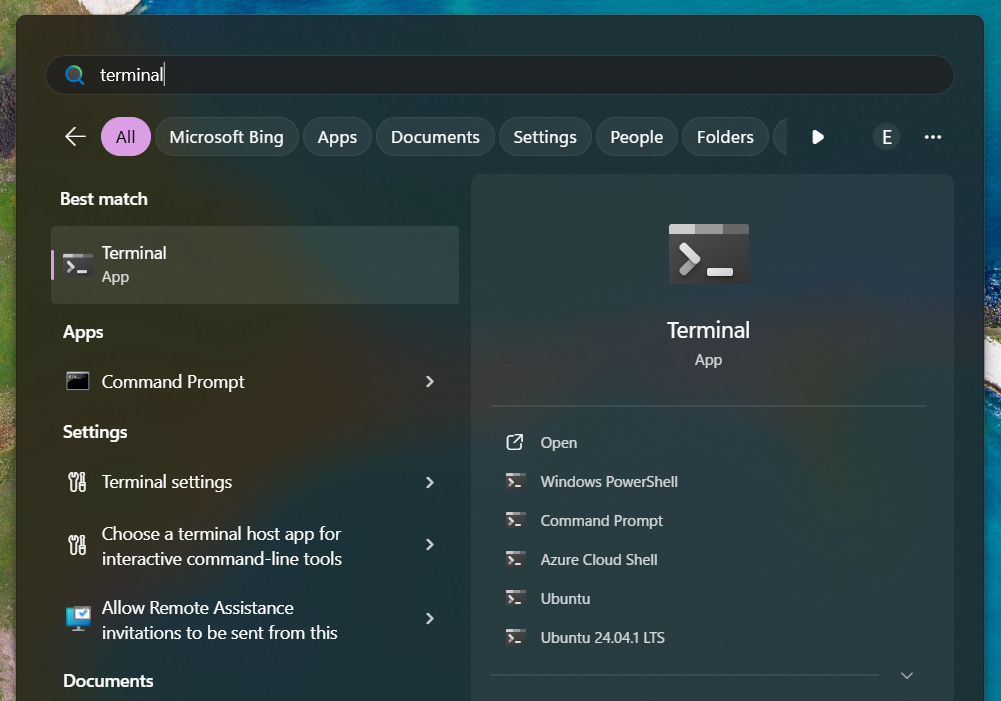 terminal
All
Microsoft Bing
Apps
Documents
Settings
People
Folders
E
Best match
Terminal
App
Apps
Command Prompt
Settings
Terminal settings
Choose a terminal host app for
interactive command-line tools
Allow Remote Assistance
invitations to be sent from this
Documents
Terminal
App
Open
Windows PowerShell
Command Prompt
Azure Cloud Shell
Ubuntu
Ubuntu 24.04.1 LTS